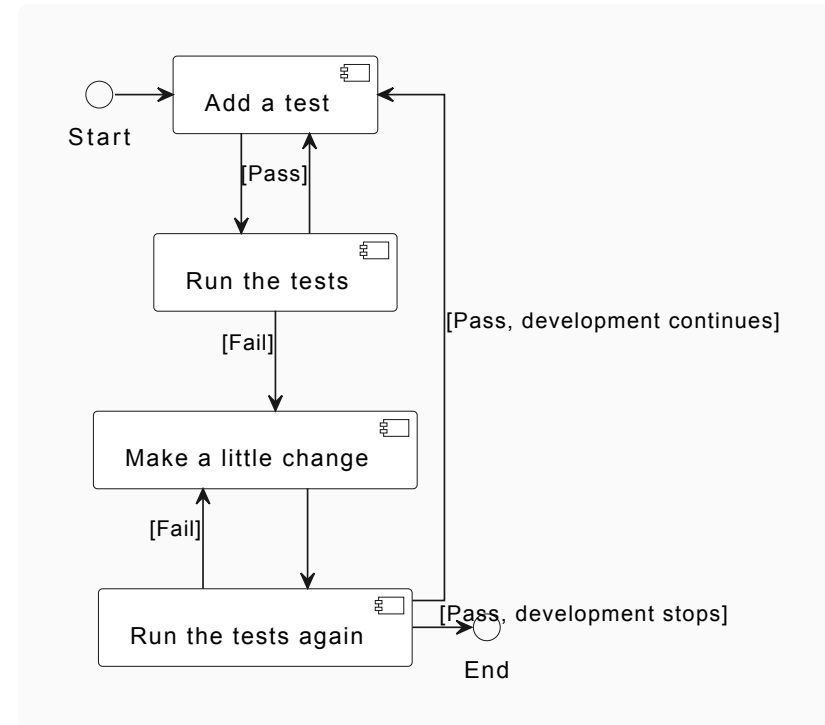 Add a test
Start
[Pass]
Run the tests
[Pass, development continues]
[Fail]
Make a little change
[Fail]
[Pass, development stops]
Run the tests again
End